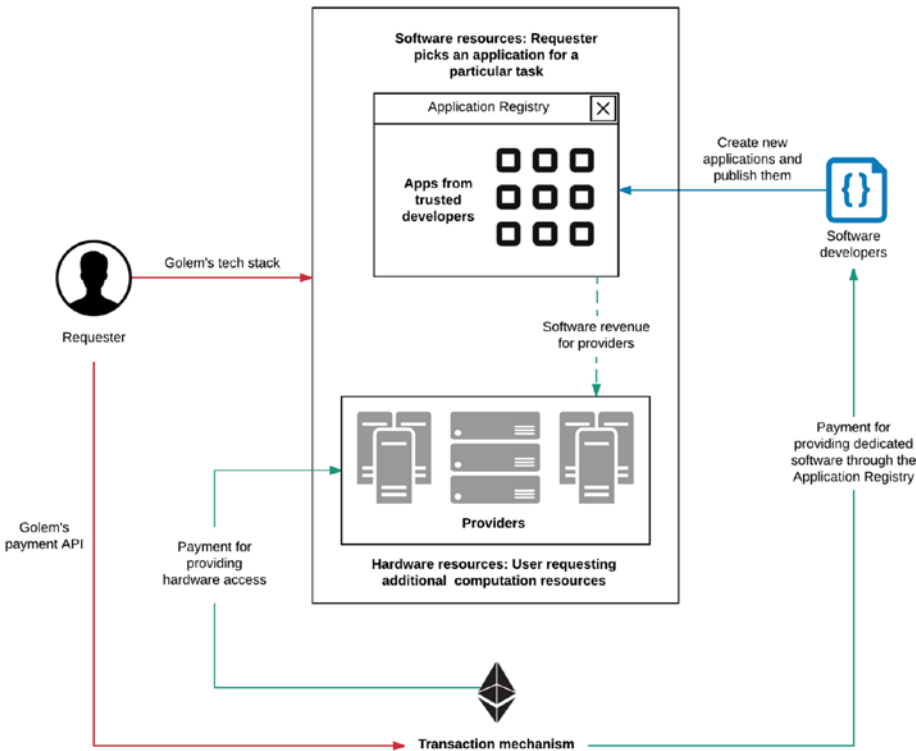 Software resources: Requester
picks an application for a
particular task
Application Registry
Apps from
trusted
developers
Create new
applications and
publish them
{}
Software
developers
Golem's tech stack
Requester
Software revenue
for providers
Providers
Hardware resources: User requesting
additional computation resources
Golem's
payment API
Payment for
providing
hardware access
Payment for
providing dedicated
software through the
Application Registry
Transaction mechanism